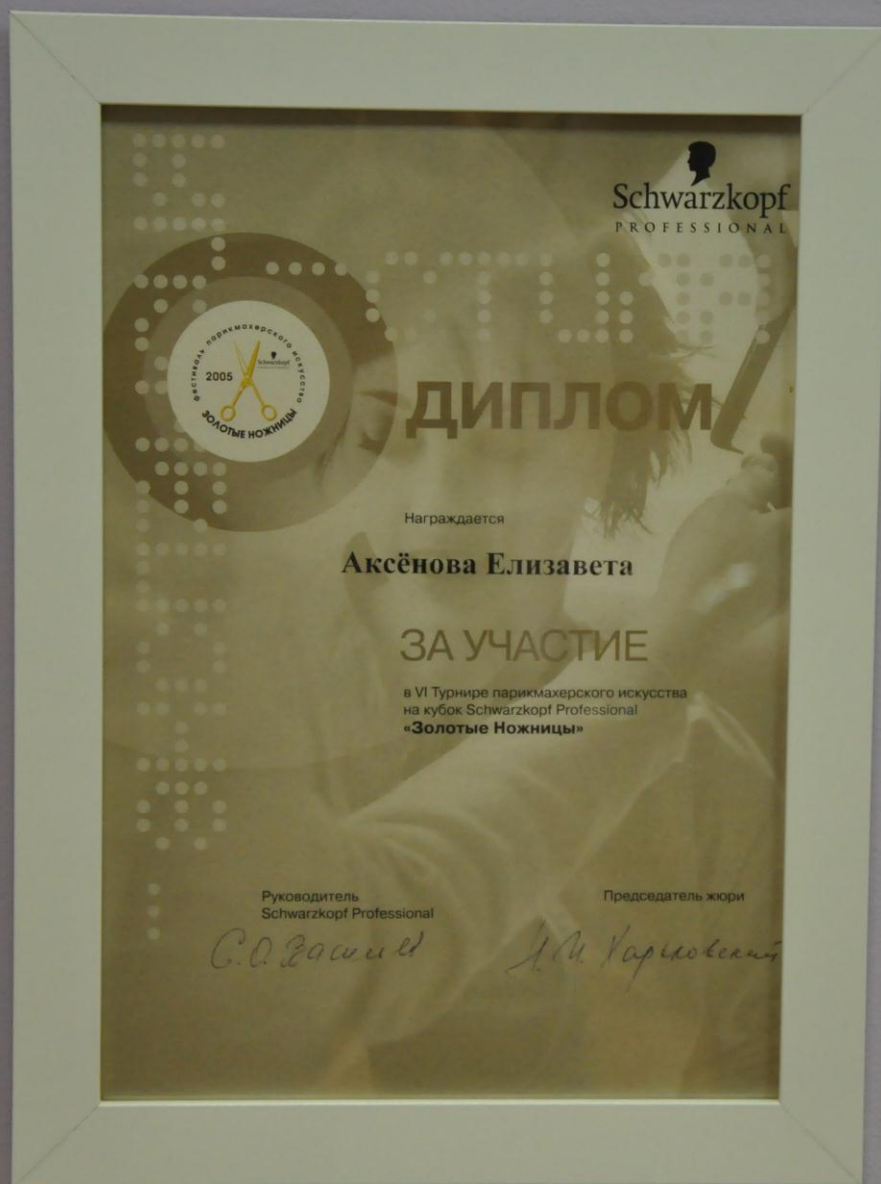 Schwarzkopf
PROFESSIONAL
Фестиваль парикмахерского искусства
Schwarzkopf
2005
ЗОЛОТЫЕ НОЖНИЦЫ
ДИПЛОМ
Награждается
Аксёнова Елизавета
ЗА УЧАСТИЕ
в VI Турнире парикмахерского искусства
на кубок Schwarzkopf Professional
«Золотые Ножницы»
Руководитель
Schwarzkopf Professional
Председатель жюри
С.О.
Харьковский